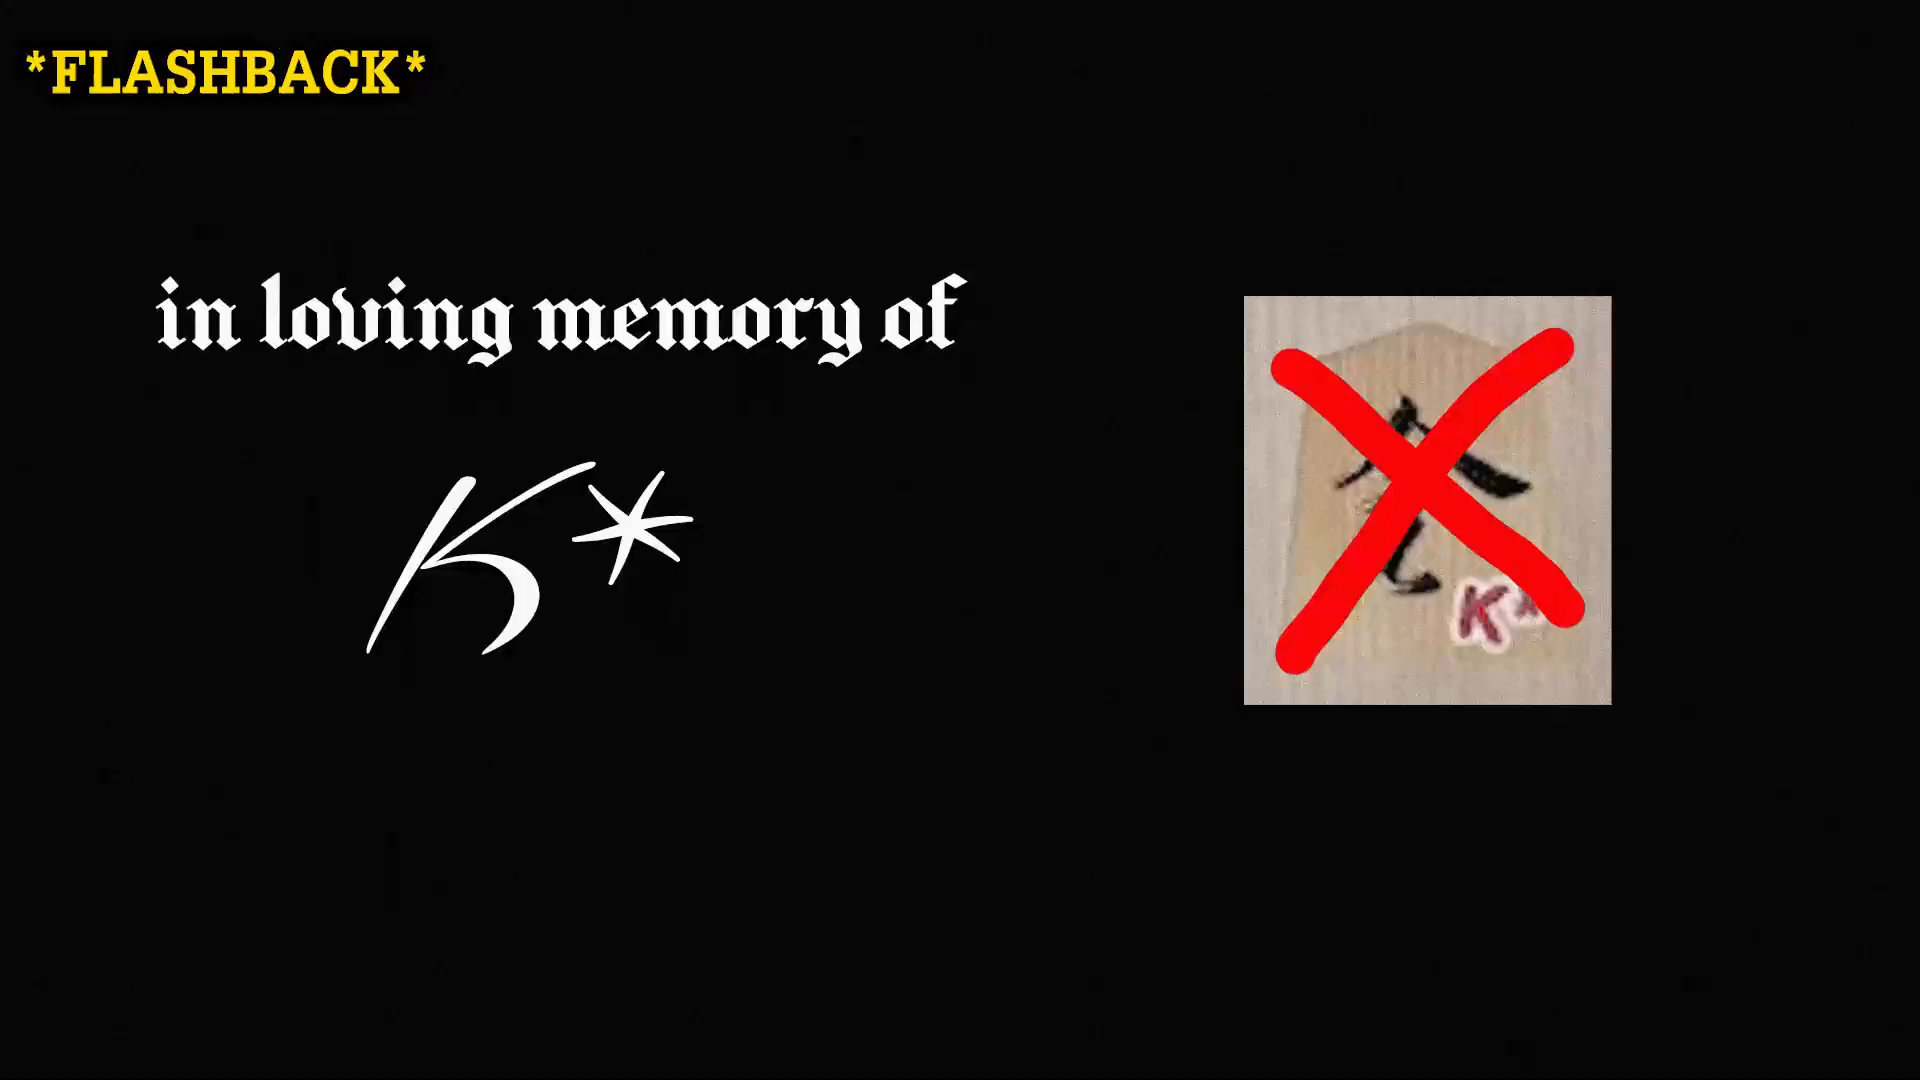 *FLASHBACK*
in loving memory of
K*
K*